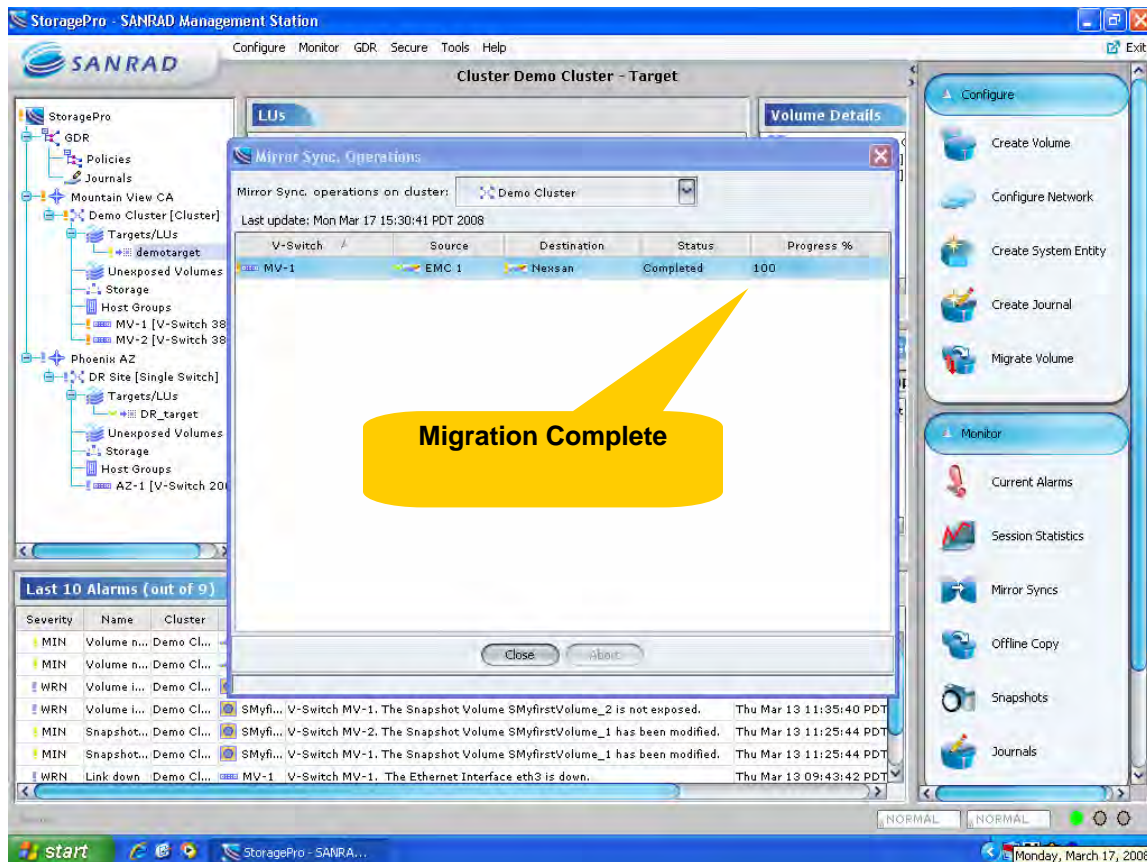 StoragePro - SANRAD Management Station
SANRAD
Configure Monitor GDR Secure Tools Help
Exit
Cluster Demo Cluster - Target
StoragePro
GDR
Policies
Journals
Mountain View CA
Demo Cluster [Cluster]
Targets/LUs
demotarget
Unexposed Volumes
Storage
Host Groups
MV-1 [V-Switch 38
MV-2 [V-Switch 38
Phoenix AZ
DR Site [Single Switch]
Targets/LUs
DR_target
Unexposed Volumes
Storage
Host Groups
AZ-1 [V-Switch 200
LUs
Volume Details
Mirror Sync. Operations
Mirror Sync. operations on cluster: Demo Cluster
Last update: Mon Mar 17 15:30:41 PDT 2008
V-Switch Source Destination Status Progress %
MV-1 EMC 1 Nexsan Completed 100
Migration Complete
Close Abort
Configure
Create Volume
Configure Network
Create System Entity
Create Journal
Migrate Volume
Monitor
Current Alarms
Session Statistics
Mirror Syncs
Offline Copy
Snapshots
Journals
Last 10 Alarms (out of 9)
Severity Name Cluster
MIN Volume n... Demo Cl...
MIN Volume n... Demo Cl...
WRN Volume i... Demo Cl...
WRN Volume i... Demo Cl... SMyfi... V-Switch MV-1. The Snapshot Volume SMyfirstVolume_2 is not exposed. Thu Mar 13 11:35:40 PDT
MIN Snapshot... Demo Cl... SMyfi... V-Switch MV-2. The Snapshot Volume SMyfirstVolume_1 has been modified. Thu Mar 13 11:25:44 PDT
MIN Snapshot... Demo Cl... SMyfi... V-Switch MV-1. The Snapshot Volume SMyfirstVolume_1 has been modified. Thu Mar 13 11:25:44 PDT
WRN Link down Demo Cl... MV-1 V-Switch MV-1. The Ethernet Interface eth3 is down. Thu Mar 13 09:43:42 PDT
NORMAL NORMAL
start StoragePro - SANRA... Monday, March 17, 2008